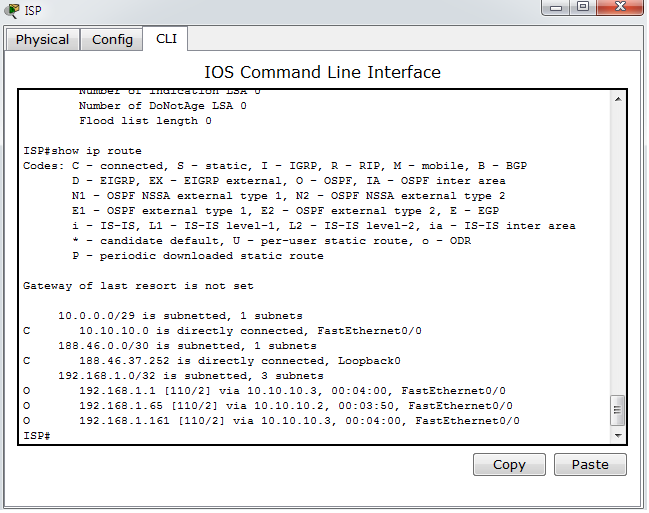 ISP
Physical Config CLI
IOS Command Line Interface
Number of indication LSA 0
Number of DoNotAge LSA 0
Flood list length 0
ISP#show ip route
Codes: C - connected, S - static, I - IGRP, R - RIP, M - mobile, B - BGP
D - EIGRP, EX - EIGRP external, O - OSPF, IA - OSPF inter area
N1 - OSPF NSSA external type 1, N2 - OSPF NSSA external type 2
E1 - OSPF external type 1, E2 - OSPF external type 2, E - EGP
i - IS-IS, L1 - IS-IS level-1, L2 - IS-IS level-2, ia - IS-IS inter area
* - candidate default, U - per-user static route, o - ODR
P - periodic downloaded static route
Gateway of last resort is not set
10.0.0.0/29 is subnetted, 1 subnets
C 10.10.10.0 is directly connected, FastEthernet0/0
188.46.0.0/30 is subnetted, 1 subnets
C 188.46.37.252 is directly connected, Loopback0
192.168.1.0/32 is subnetted, 3 subnets
O 192.168.1.1 [110/2] via 10.10.10.3, 00:04:00, FastEthernet0/0
O 192.168.1.65 [110/2] via 10.10.10.2, 00:03:50, FastEthernet0/0
O 192.168.1.161 [110/2] via 10.10.10.3, 00:04:00, FastEthernet0/0
ISP#
Copy Paste